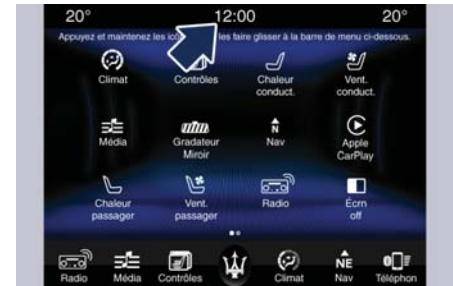 20° 12:00 20°
Appuyez et maintenez les les faire glisser à la barre de menu ci-dessous.
Climat Contrôles Chaleur conduct. Vent. conduct.
Média Gradateur Miroir N Nav Apple CarPlay
Chaleur passager Vent. passager Radio Écrn off
Radio Média Contrôles Climat NE Nav Téléphon